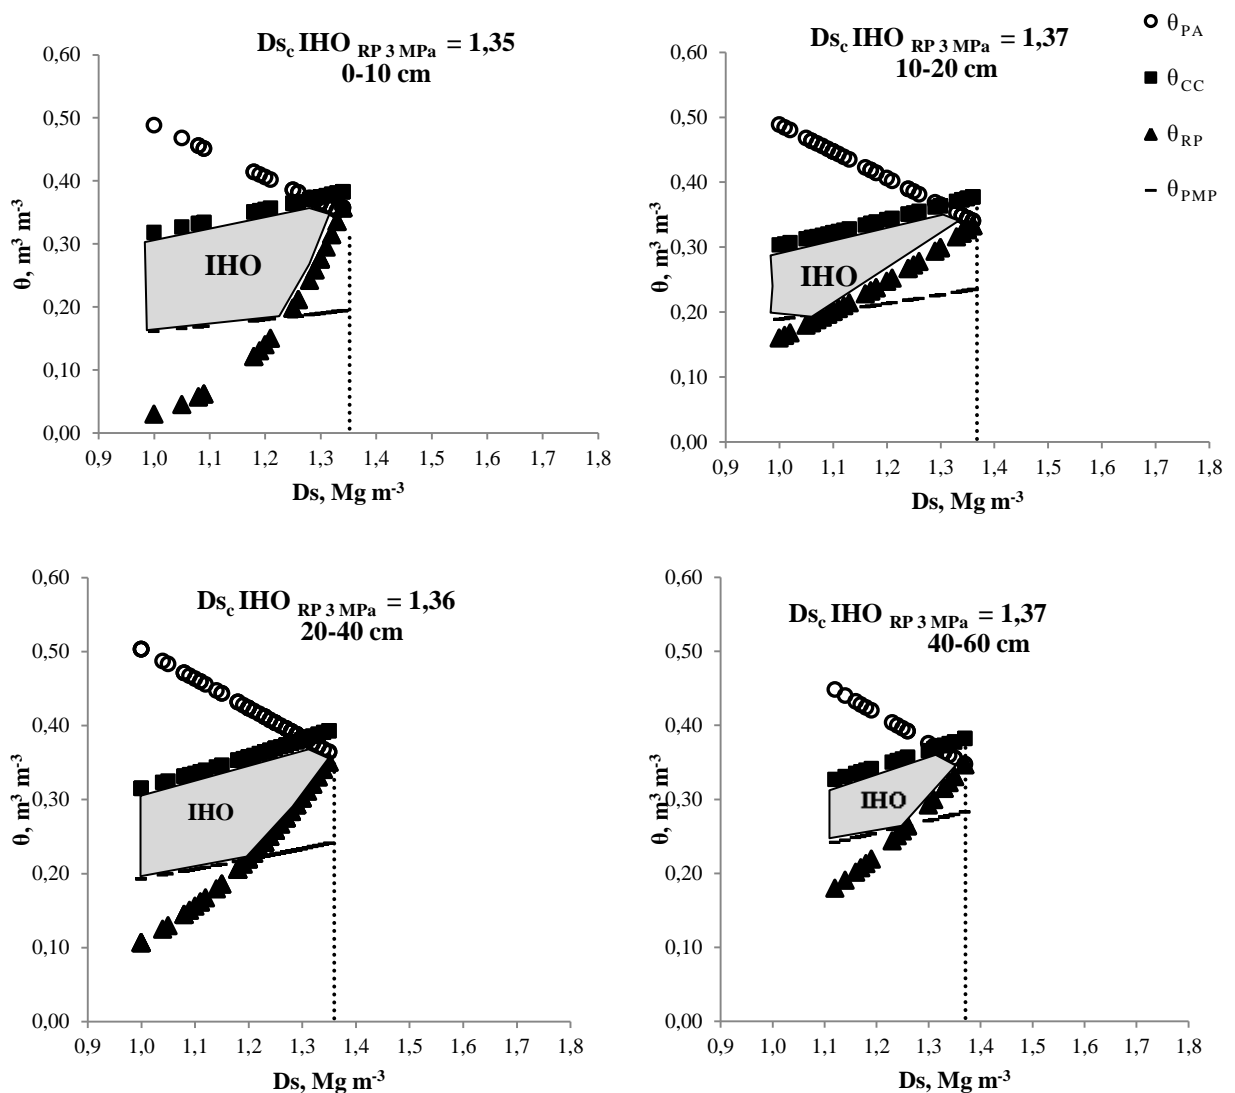 Ds_c IHO RP 3 MPa = 1,35
0-10 cm
0,60
0,50
0,40
0,30
0,20
0,10
0,00
θ, m³ m⁻³
IHO
0,9 1,0 1,1 1,2 1,3 1,4 1,5 1,6 1,7 1,8
Ds, Mg m⁻³
Ds_c IHO RP 3 MPa = 1,37
10-20 cm
0,60
0,50
0,40
0,30
0,20
0,10
0,00
θ, m³ m⁻³
IHO
0,9 1,0 1,1 1,2 1,3 1,4 1,5 1,6 1,7 1,8
Ds, Mg m⁻³
θ PA
θ CC
θ RP
θ PMP
Ds_c IHO RP 3 MPa = 1,36
20-40 cm
0,60
0,50
0,40
0,30
0,20
0,10
0,00
θ, m³ m⁻³
IHO
0,9 1,0 1,1 1,2 1,3 1,4 1,5 1,6 1,7 1,8
Ds, Mg m⁻³
Ds_c IHO RP 3 MPa = 1,37
40-60 cm
0,60
0,50
0,40
0,30
0,20
0,10
0,00
θ, m³ m⁻³
IHO
0,9 1,0 1,1 1,2 1,3 1,4 1,5 1,6 1,7 1,8
Ds, Mg m⁻³